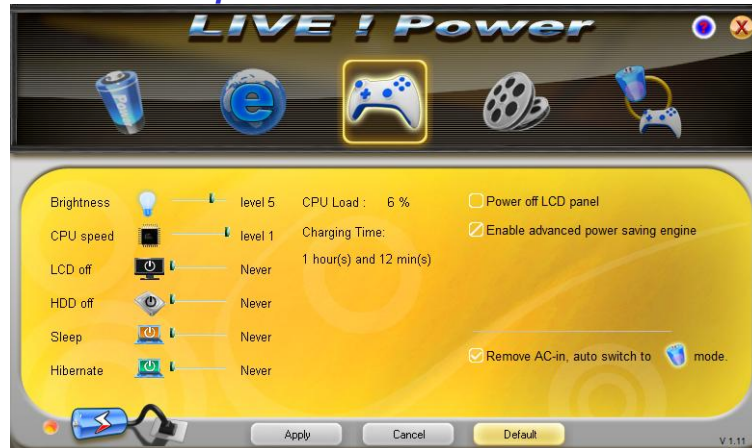 LIVE ! Power
Power
e
Brightness level 5 CPU Load : 6 % Power off LCD panel
CPU speed level 1 Charging Time: Enable advanced power saving engine
LCD off Never 1 hour(s) and 12 min(s)
HDD off Never
Sleep Never
Hibernate Never Remove AC-in, auto switch to mode.
Apply Cancel Default
V 1.11